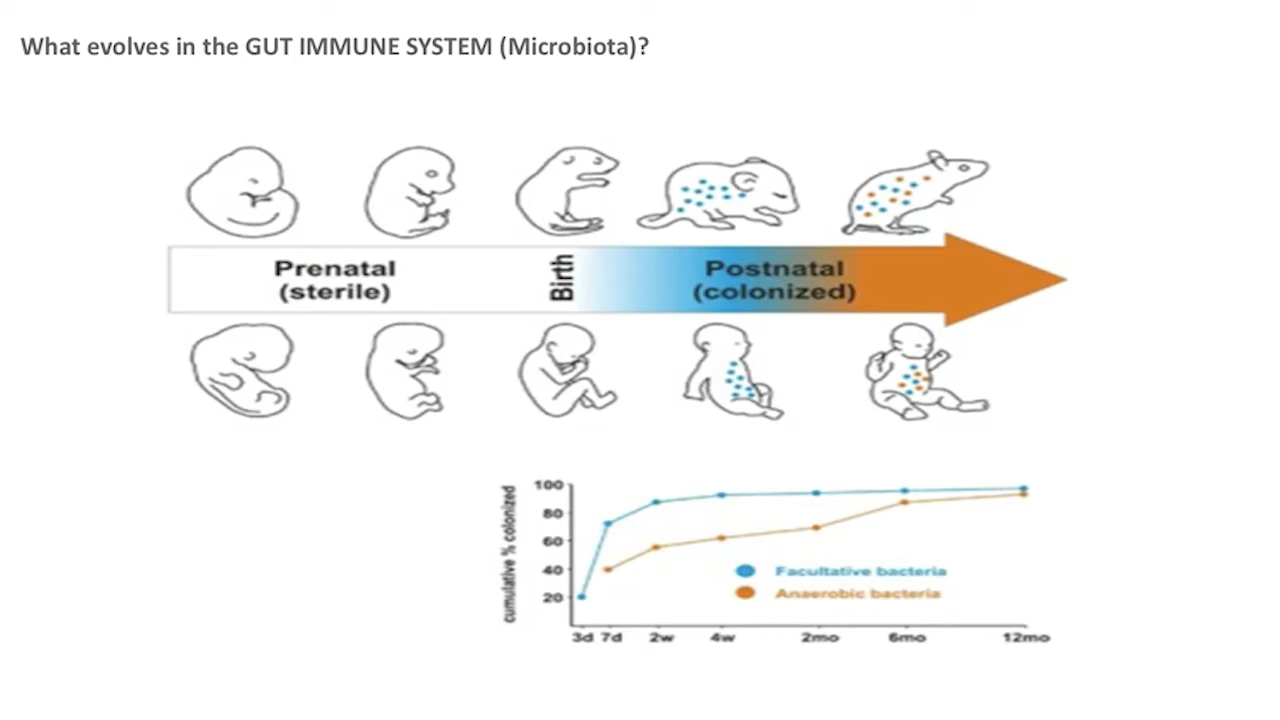 What evolves in the GUT IMMUNE SYSTEM (Microbiota)?
Prenatal
(sterile)
Birth
Postnatal
(colonized)
cumulative % colonized
100
80
60
40
20
Facultative bacteria
Anaerobic bacteria
3d 7d 2w 4w 2mo 6mo 12mo